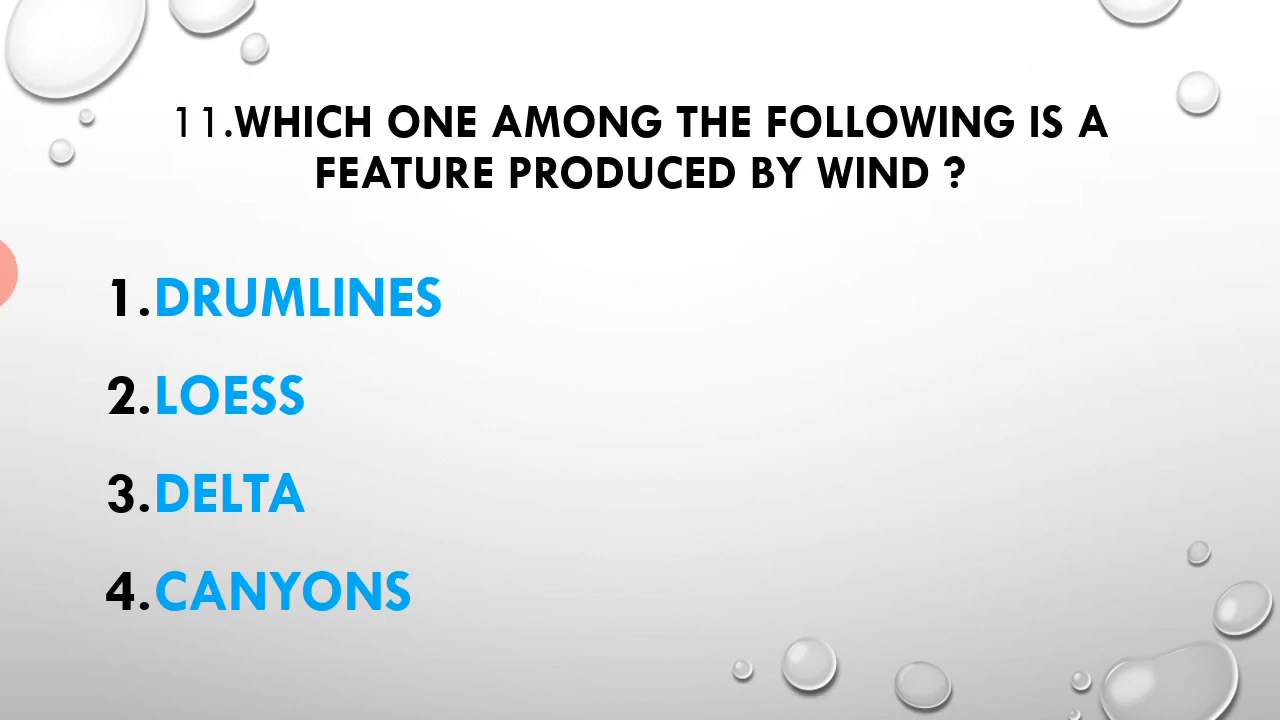 11.WHICH ONE AMONG THE FOLLOWING IS A
FEATURE PRODUCED BY WIND ?
1.DRUMLINES
2.LOESS
3.DELTA
4.CANYONS